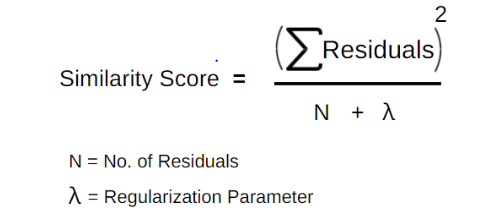 Similarity Score = (∑Residuals)²
N + λ
N = No. of Residuals
λ = Regularization Parameter